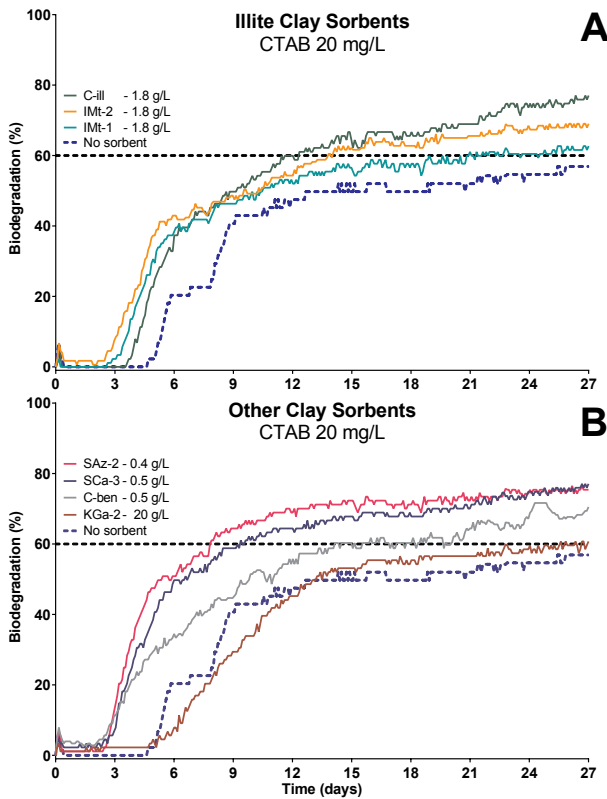 Illite Clay Sorbents
CTAB 20 mg/L
A
100
80
60
40
20
0
Biodegradation (%)
C-ill - 1.8 g/L
IMt-2 - 1.8 g/L
IMt-1 - 1.8 g/L
No sorbent
0 3 6 9 12 15 18 21 24 27
Other Clay Sorbents
CTAB 20 mg/L
B
100
80
60
40
20
0
Biodegradation (%)
SAz-2 - 0.4 g/L
SCa-3 - 0.5 g/L
C-ben - 0.5 g/L
KGa-2 - 20 g/L
No sorbent
0 3 6 9 12 15 18 21 24 27
Time (days)